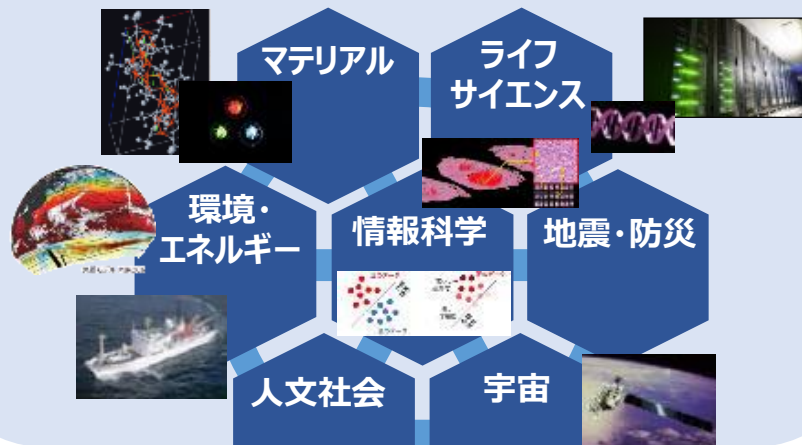 マテリアル
ライフ
サイエンス
環境・
エネルギー
情報科学
地震・防災
人文社会
宇宙